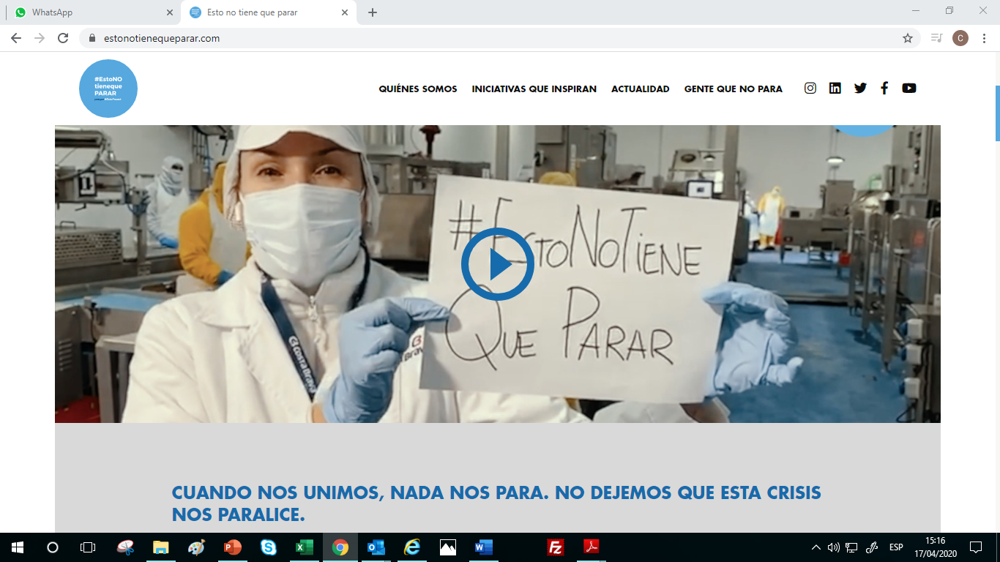 WhatsApp
Esto no tiene que parar
estonotienequeparar.com
C
#EstoNO
tieneque
PARAR
QUIÉNES SOMOS
INICIATIVAS QUE INSPIRAN
ACTUALIDAD
GENTE QUE NO PARA
#EstoNoTiene
Que Parar
Costa Brava
CUANDO NOS UNIMOS, NADA NOS PARA. NO DEJEMOS QUE ESTA CRISIS
NOS PARALICE.
ESP
15:16
17/04/2020